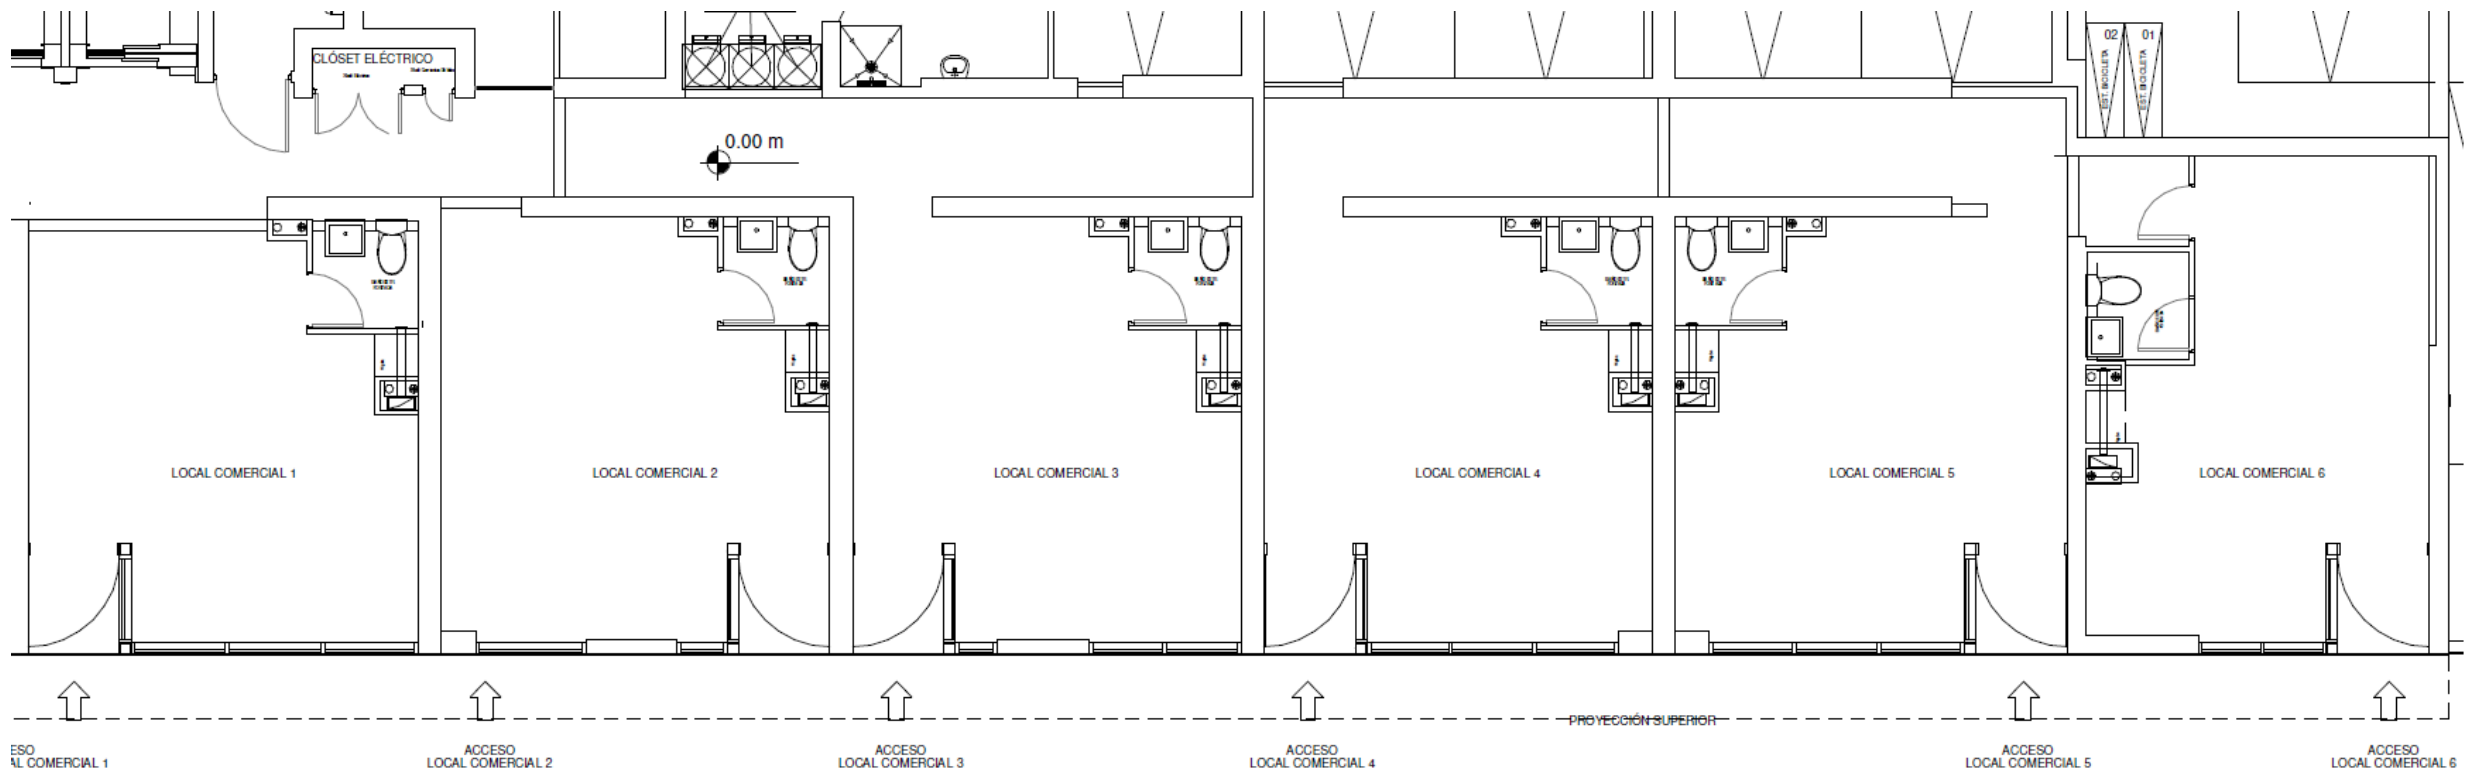 CLÓSET ELÉCTRICO
02
01
EST. BICICLETA
EST. BICICLETA
0.00 m
LOCAL COMERCIAL 1
LOCAL COMERCIAL 2
LOCAL COMERCIAL 3
LOCAL COMERCIAL 4
LOCAL COMERCIAL 5
LOCAL COMERCIAL 6
PROYECCIÓN SUPERIOR
ESO
AL COMERCIAL 1
ACCESO
LOCAL COMERCIAL 2
ACCESO
LOCAL COMERCIAL 3
ACCESO
LOCAL COMERCIAL 4
ACCESO
LOCAL COMERCIAL 5
ACCESO
LOCAL COMERCIAL 6